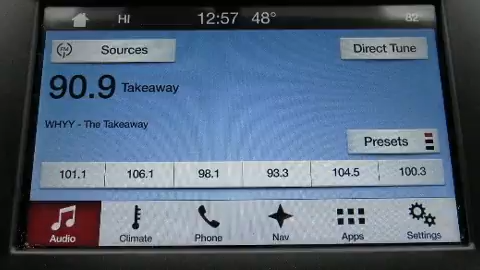 HI 12:57 48° 82
FM Sources Direct Tune
90.9 Takeaway
WHYY - The Takeaway
Presets
101.1 106.1 98.1 93.3 104.5 100.3
Audio Climate Phone Nav Apps Settings